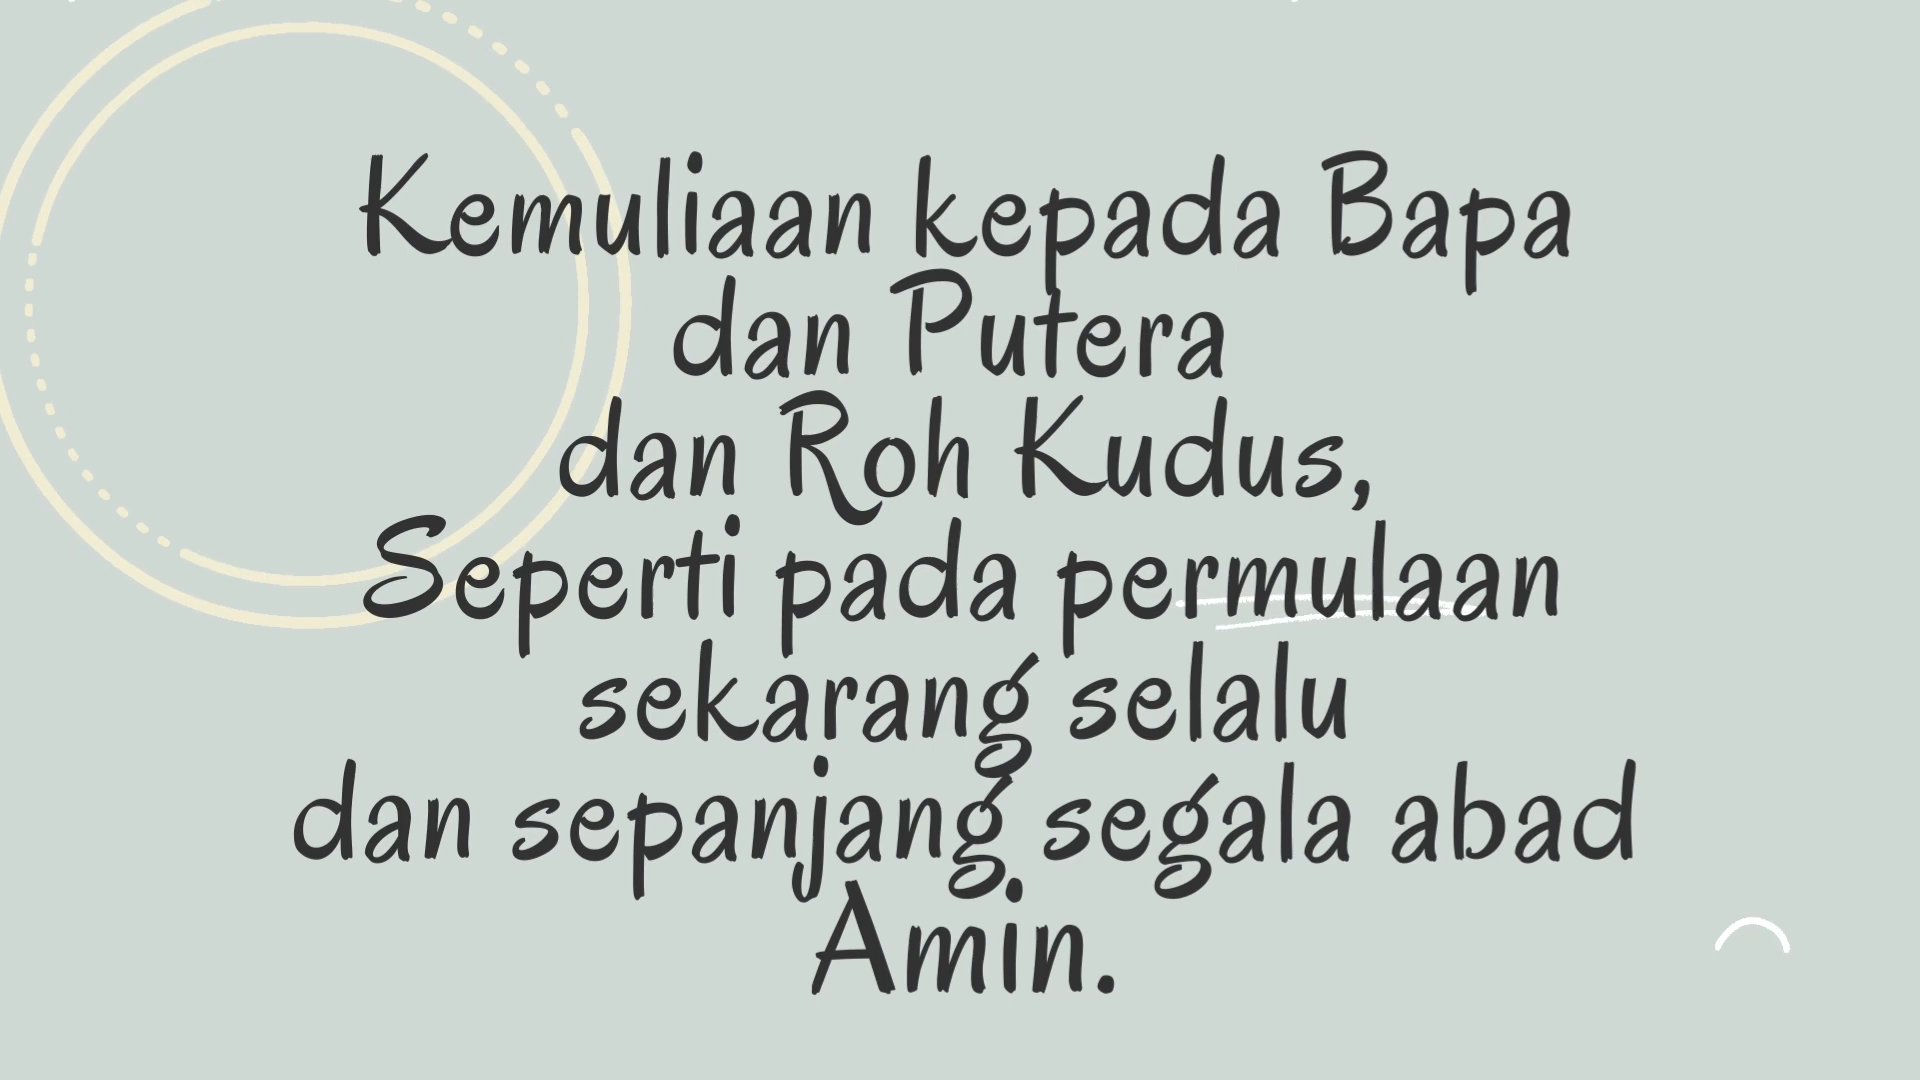 Kemuliaan kepada Bapa
dan Putera
dan Roh Kudus,
Seperti pada permulaan
sekarang selalu
dan sepanjang segala abad
Amin.